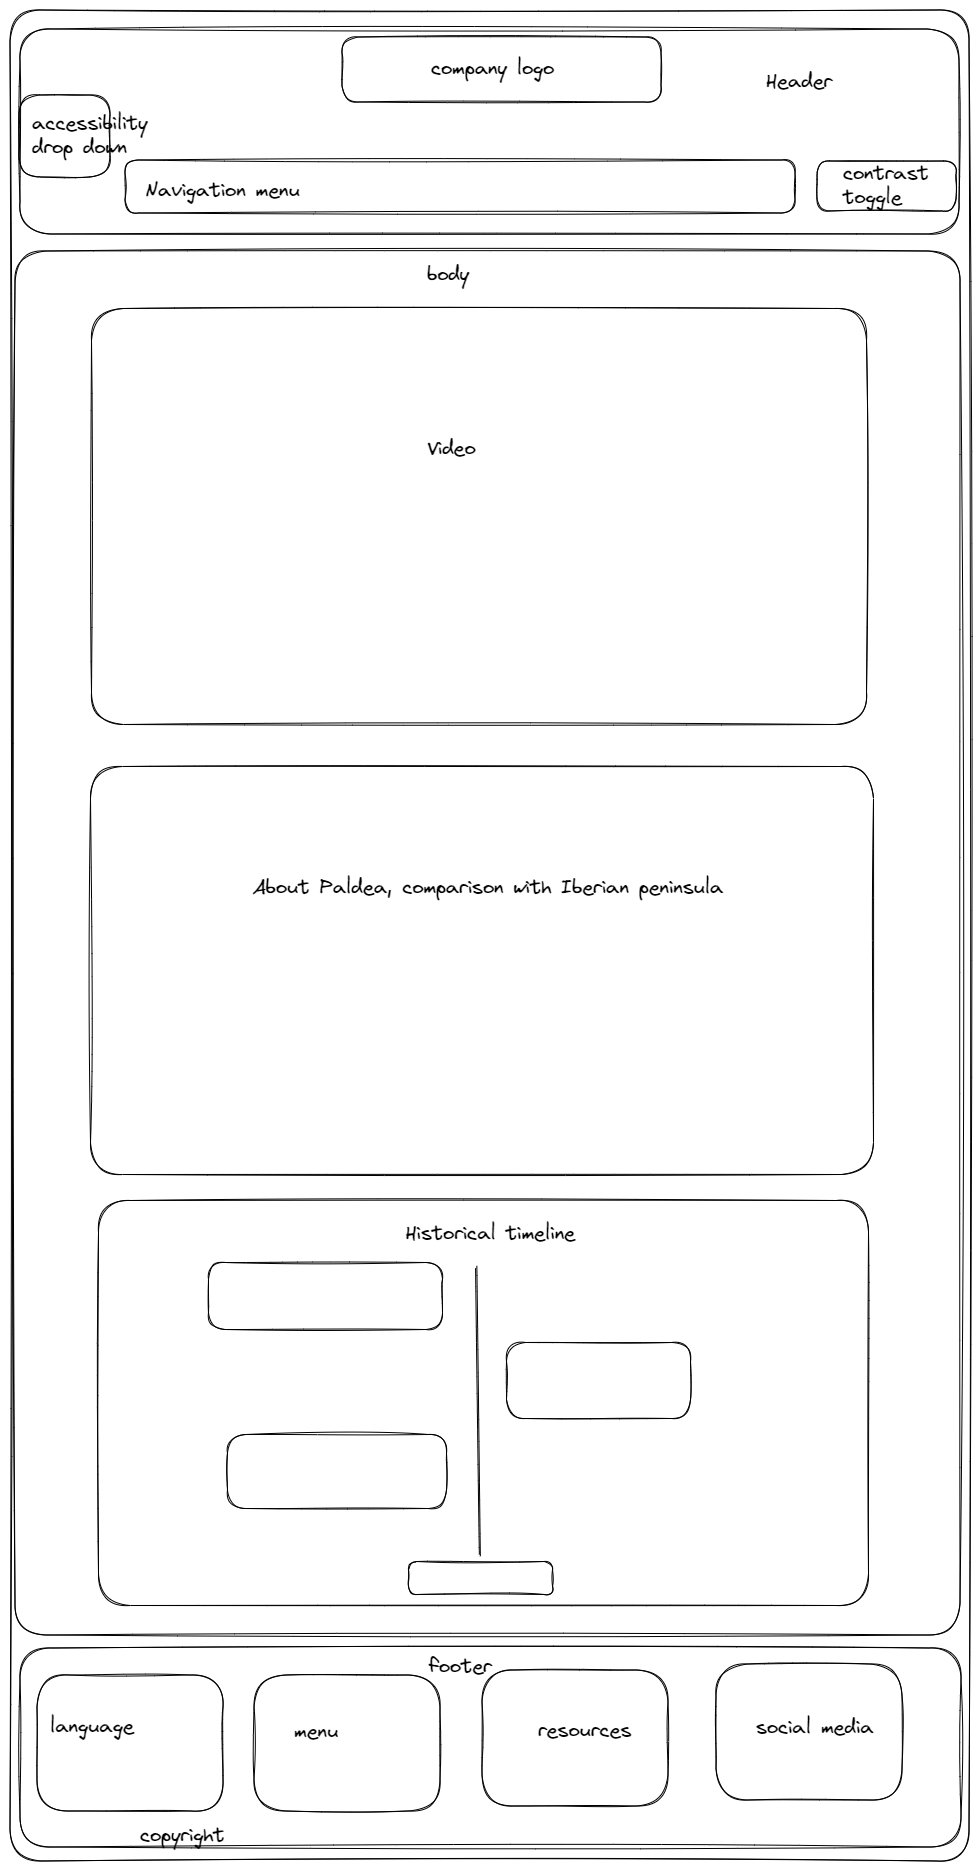 company logo
Header
accessibility
drop down
Navigation menu
contrast
toggle
body
Video
About Paldea, comparison with Iberian peninsula
Historical timeline
footer
language
menu
resources
social media
copyright